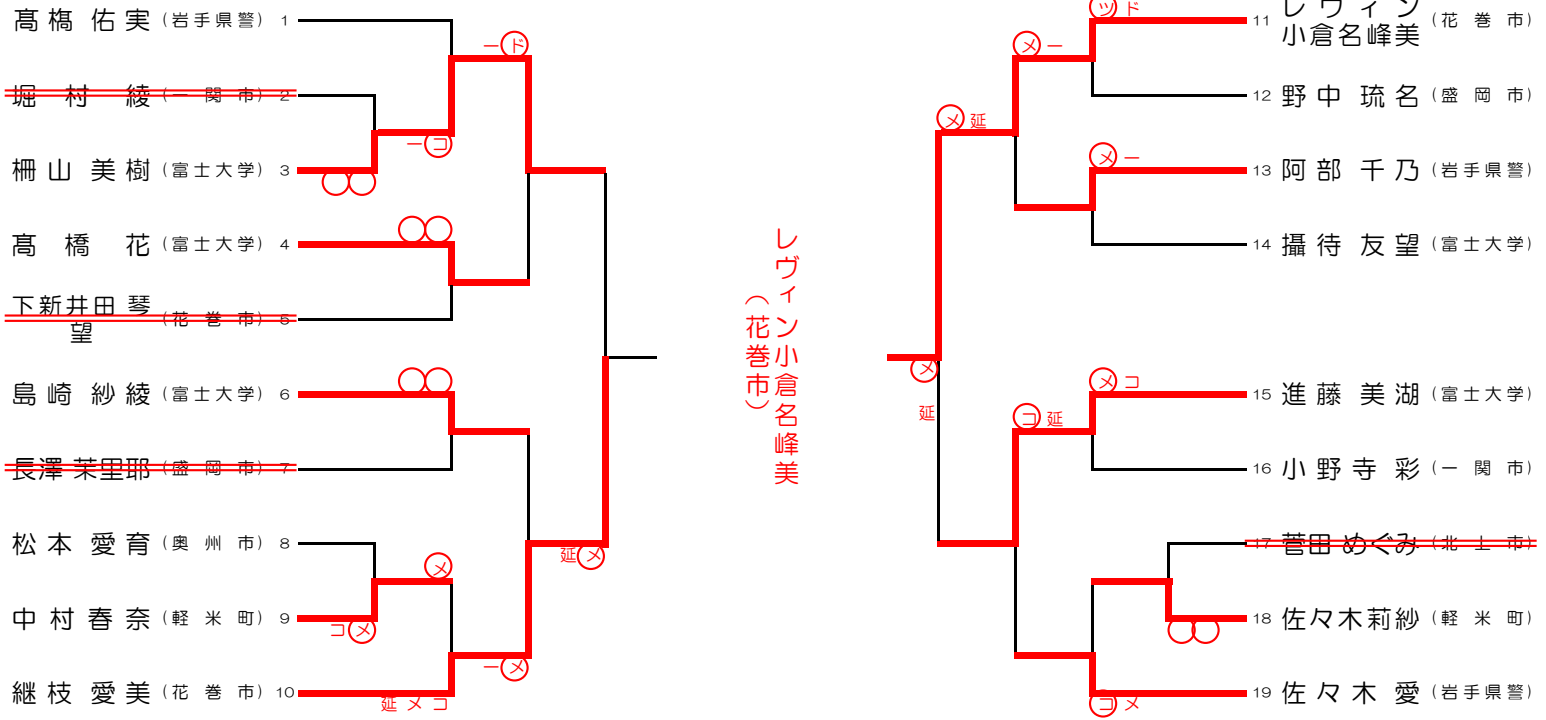 髙𣘺 佑実 (岩手県警) 1
一ド
堀村 綾 (一関市) 2
一コ
柵山 美樹 (富士大学) 3
髙橋 花 (富士大学) 4
下新井田 琴望 (花巻市) 5
島崎 紗綾 (富士大学) 6
長澤 茉里耶 (盛岡市) 7
松本 愛育 (奥州市) 8
延メ
メ
中村春奈 (軽米町) 9
コメ
一メ
継枝 愛美 (花巻市) 10
延メコ
レヴィン小倉名峰美
(花巻市)
ツド
11 レヴィン小倉名峰美 (花巻市)
メ一
12 野中 琉名 (盛岡市)
メ延
メ一
13 阿部 千乃 (岩手県警)
14 攝待 友望 (富士大学)
メ
延
メコ
15 進藤 美湖 (富士大学)
コ延
16 小野寺 彩 (一関市)
17 菅田 めぐみ (北上市)
18 佐々木莉紗 (軽米町)
19 佐々木 愛 (岩手県警)
コメ